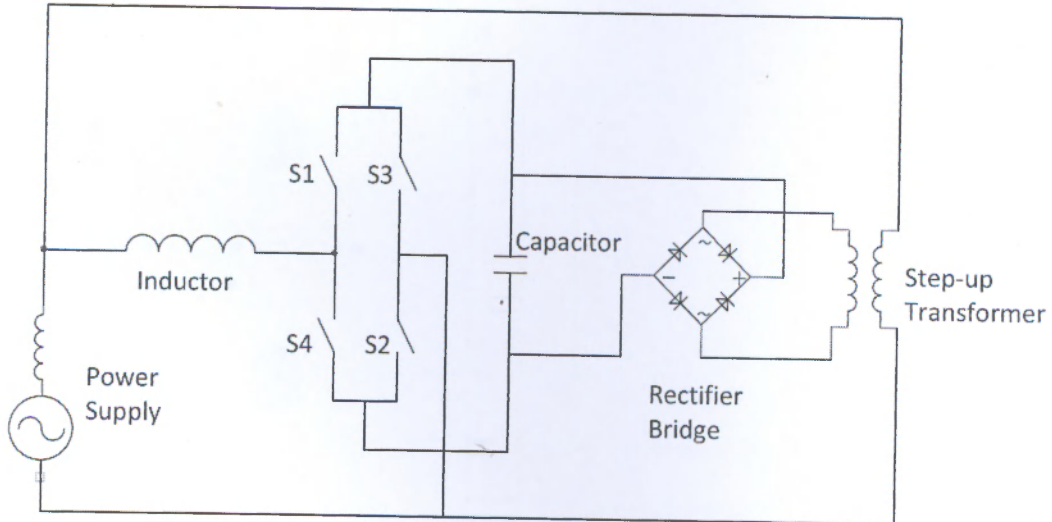 S1
S3
Capacitor
Inductor
S4
S2
Power
Supply
~
~
-
+
Step-up
Transformer
Rectifier
Bridge